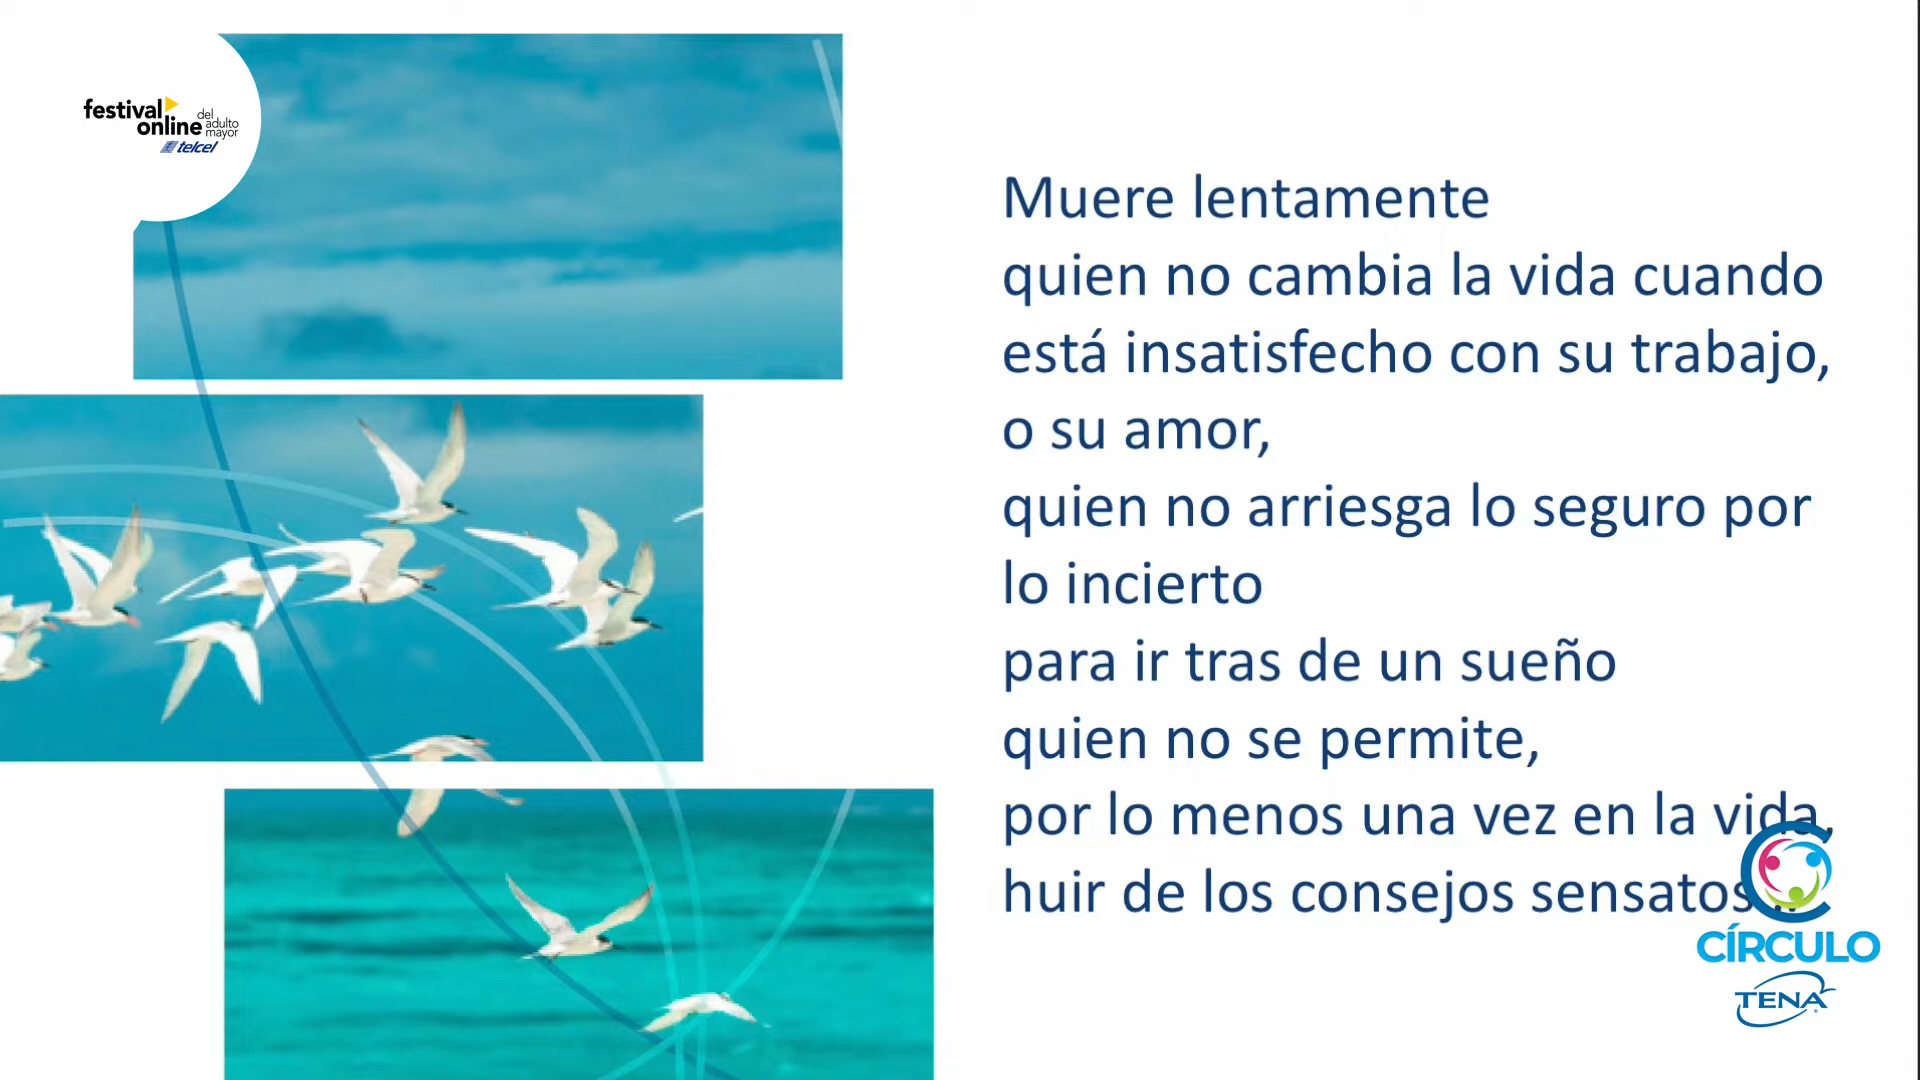 festival
online
del
adulto
mayor
telcel
Muere lentamente
quien no cambia la vida cuando
está insatisfecho con su trabajo,
o su amor,
quien no arriesga lo seguro por
lo incierto
para ir tras de un sueño
quien no se permite,
por lo menos una vez en la vida,
huir de los consejos sensatos...
CÍRCULO
TENA